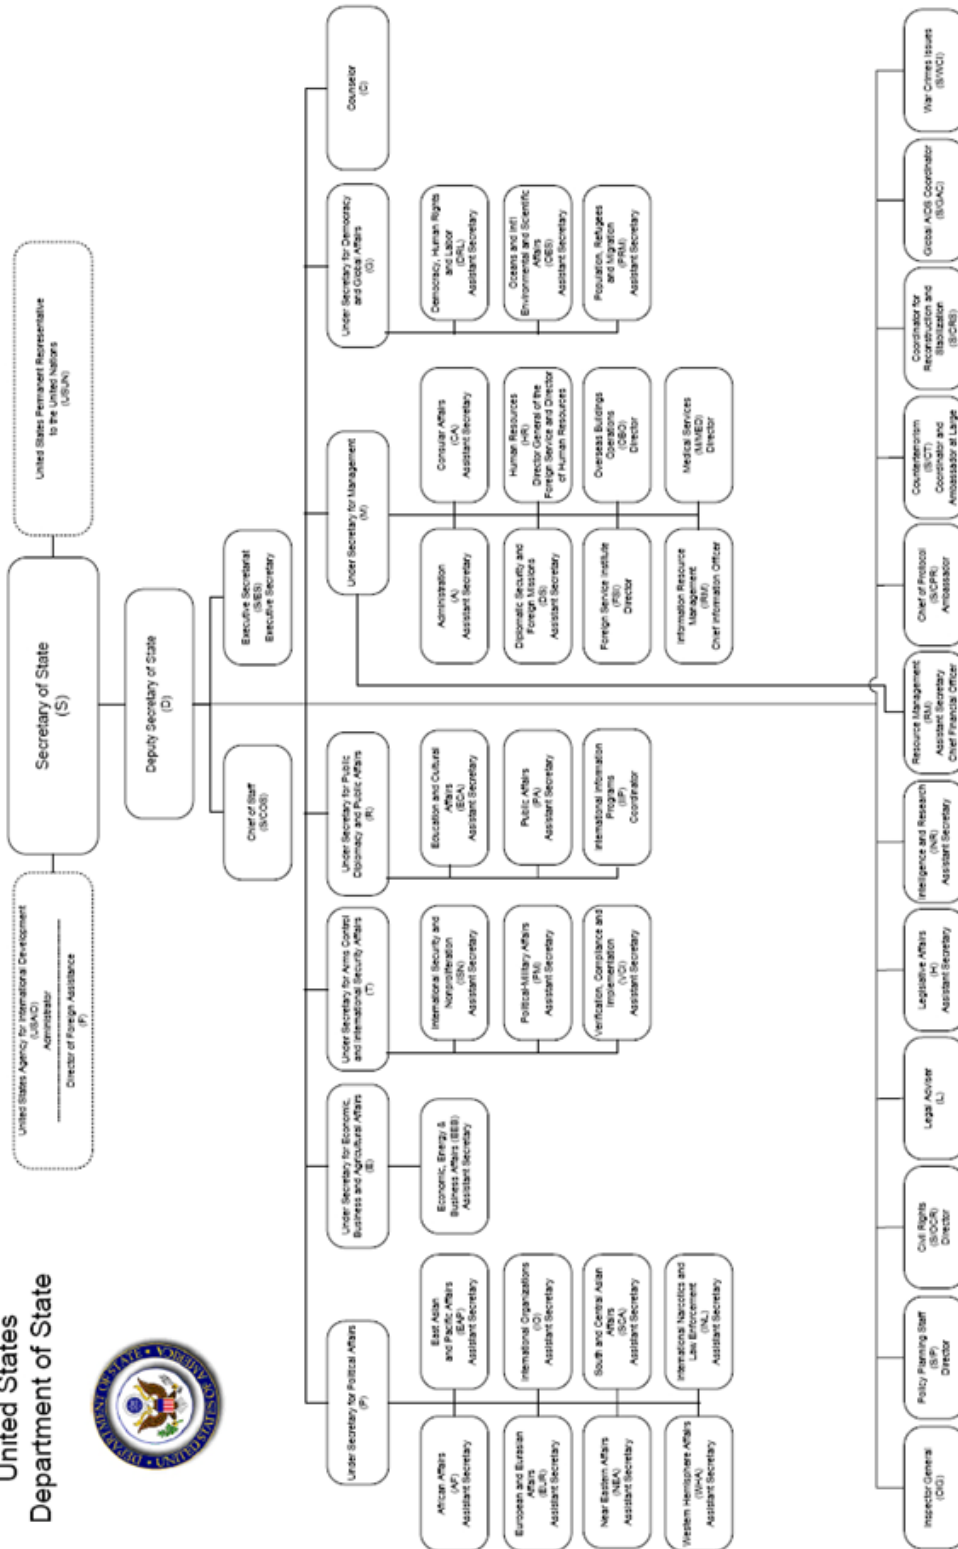 United States
Department of State
DEPARTMENT OF STATE
UNITED STATES OF AMERICA
United States Agency for International Development
(USAID)
Administrator
Director of Foreign Assistance
(F)
Secretary of State
(S)
United States Permanent Representative
to the United Nations
(USUN)
Deputy Secretary of State
(D)
Chief of Staff
(S/COS)
Executive Secretariat
(S/ES)
Executive Secretary
Under Secretary for Political Affairs
(P)
Under Secretary for Economic,
Business and Agricultural Affairs
(E)
Under Secretary for Arms Control
and International Security Affairs
(T)
Under Secretary for Public
Diplomacy and Public Affairs
(R)
Under Secretary for Management
(M)
Under Secretary for Democracy
and Global Affairs
(G)
Counselor
(C)
African Affairs
(AF)
Assistant Secretary
East Asian
and Pacific Affairs
(EAP)
Assistant Secretary
European and Eurasian
Affairs
(EUR)
Assistant Secretary
International Organizations
(IO)
Assistant Secretary
Near Eastern Affairs
(NEA)
Assistant Secretary
South and Central Asian
Affairs
(SCA)
Assistant Secretary
Western Hemisphere Affairs
(WHA)
Assistant Secretary
International Narcotics and
Law Enforcement
(INL)
Assistant Secretary
Economic, Energy &
Business Affairs (EEB)
Assistant Secretary
International Security and
Nonproliferation
(ISN)
Assistant Secretary
Political-Military Affairs
(PM)
Assistant Secretary
Verification, Compliance and
Implementation
(VCI)
Assistant Secretary
Education and Cultural
Affairs
(ECA)
Assistant Secretary
Public Affairs
(PA)
Assistant Secretary
International Information
Programs
(IIP)
Coordinator
Administration
(A)
Assistant Secretary
Consular Affairs
(CA)
Assistant Secretary
Diplomatic Security and
Foreign Missions
(DS)
Assistant Secretary
Human Resources
(HR)
Director General of the
Foreign Service and Director
of Human Resources
Foreign Service Institute
(FSI)
Director
Overseas Buildings
Operations
(OBO)
Director
Information Resource
Management
(IRM)
Chief Information Officer
Medical Services
(M/MED)
Director
Democracy, Human Rights
and Labor
(DRL)
Assistant Secretary
Oceans and Int'l
Environmental and Scientific
Affairs
(OES)
Assistant Secretary
Population, Refugees
and Migration
(PRM)
Assistant Secretary
Inspector General
(OIG)
Policy Planning Staff
(S/P)
Director
Civil Rights
(S/OCR)
Director
Legal Adviser
(L)
Legislative Affairs
(H)
Assistant Secretary
Intelligence and Research
(INR)
Assistant Secretary
Resource Management
(RM)
Assistant Secretary
Chief Financial Officer
Chief of Protocol
(S/CPR)
Ambassador
Counterterrorism
(S/CT)
Coordinator and
Ambassador at Large
Coordinator for
Reconstruction and
Stabilization
(S/CRS)
Global AIDS Coordinator
(S/GAC)
War Crimes Issues
(S/WCI)